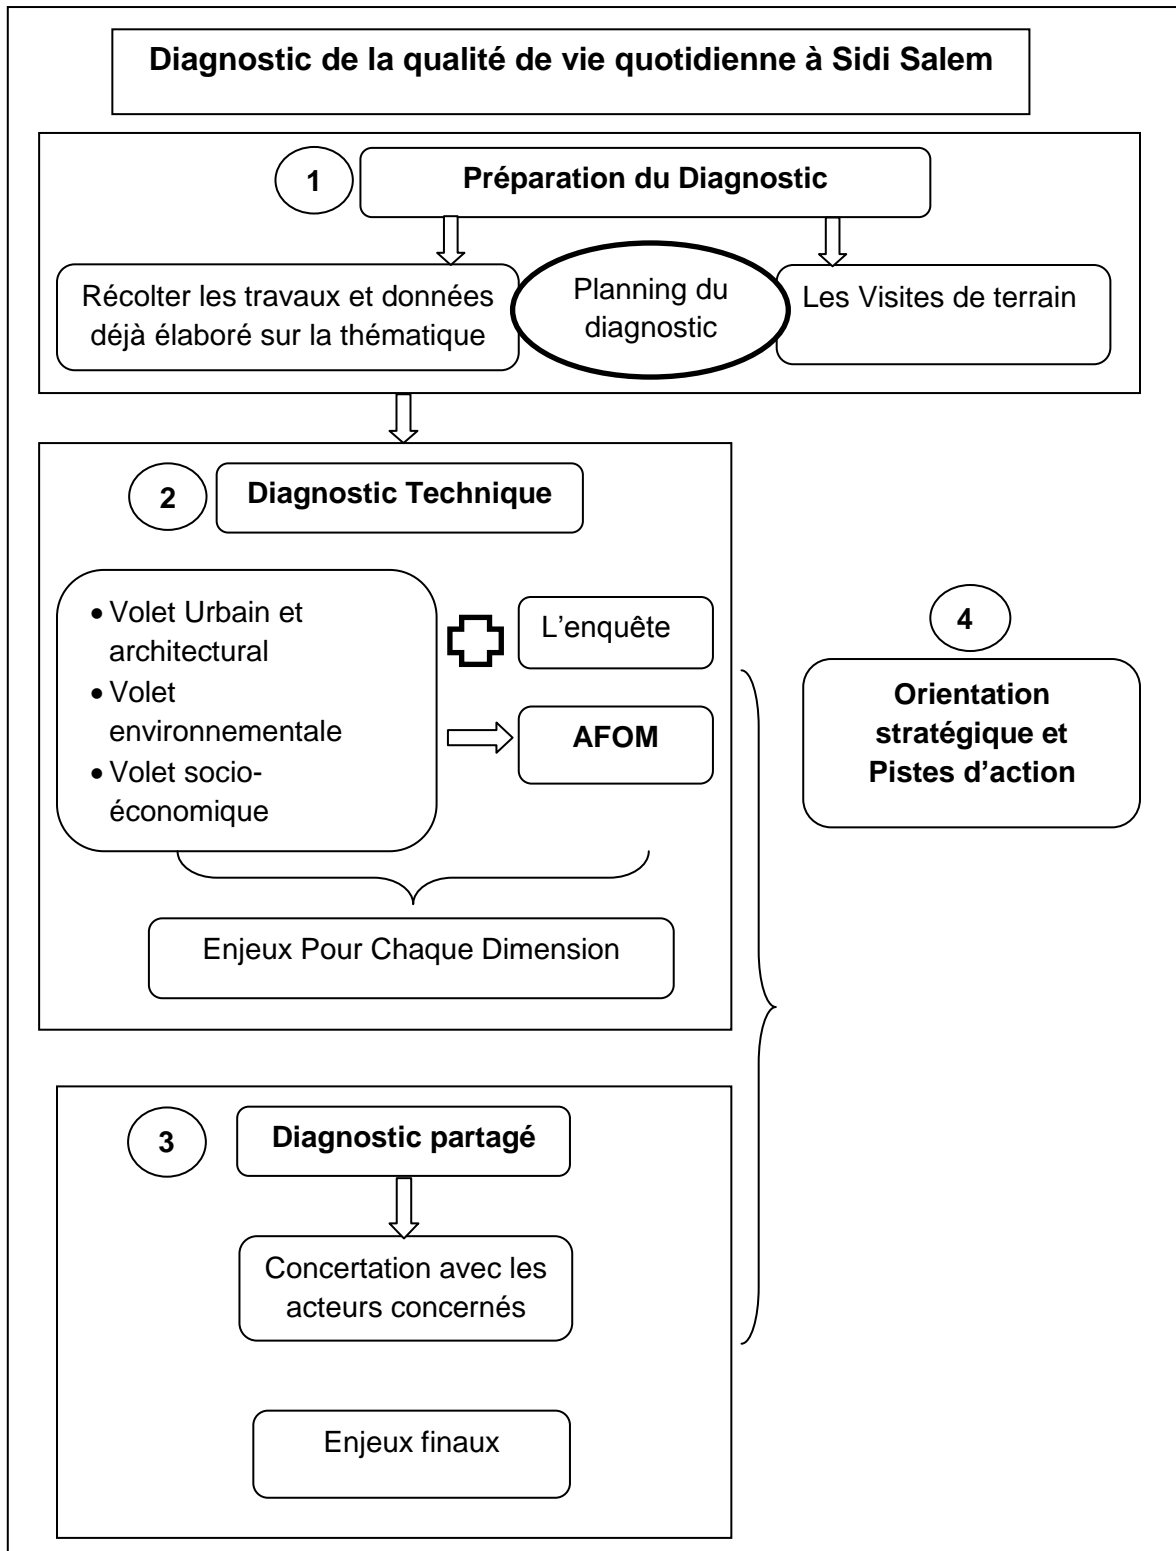 Diagnostic de la qualité de vie quotidienne à Sidi Salem
1
Préparation du Diagnostic
Récolter les travaux et données
déjà élaboré sur la thématique
Planning du
diagnostic
Les Visites de terrain
2
Diagnostic Technique
• Volet Urbain et
architectural
• Volet
environnementale
• Volet socio-
économique
L'enquête
AFOM
Enjeux Pour Chaque Dimension
3
Diagnostic partagé
Concertation avec les
acteurs concernés
Enjeux finaux
4
Orientation
stratégique et
Pistes d'action